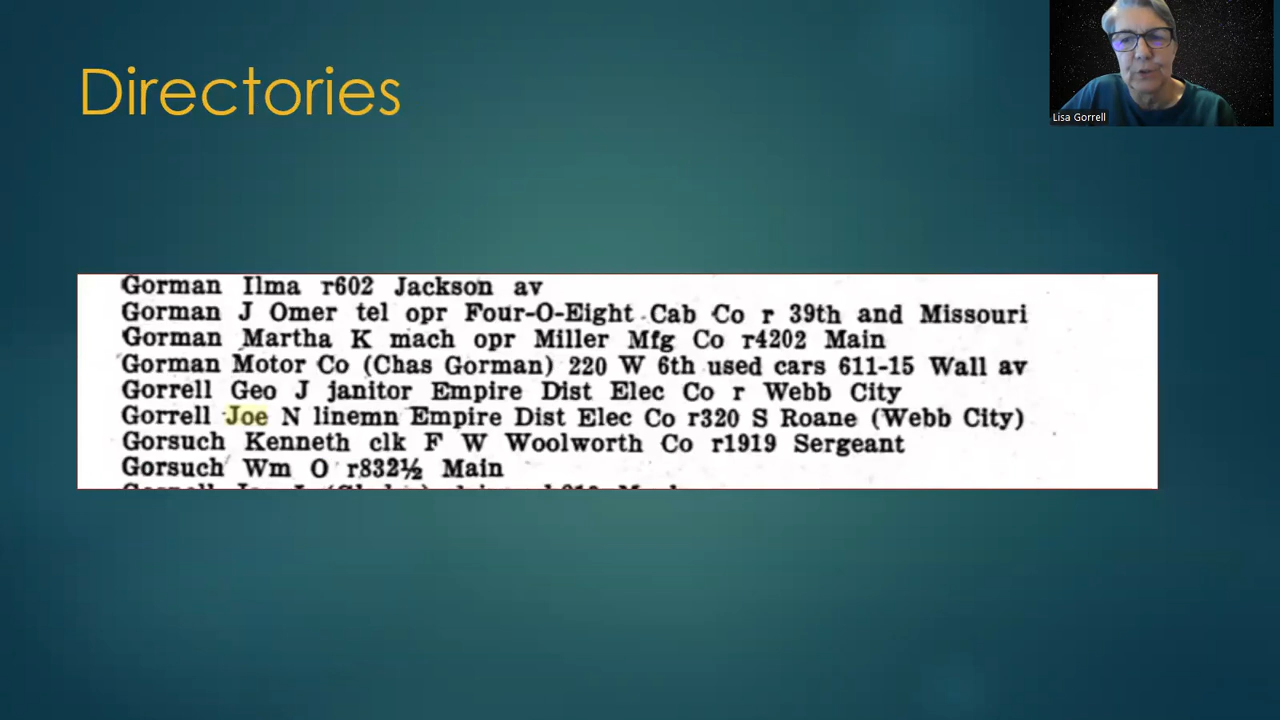 Directories
Lisa Gorrell
Gorman Ilma r602 Jackson av
Gorman J Omer tel opr Four-O-Eight Cab Co r 39th and Missouri
Gorman Martha K mach opr Miller Mfg Co r4202 Main
Gorman Motor Co (Chas Gorman) 220 W 6th used cars 611-15 Wall av
Gorrell Geo J janitor Empire Dist Elec Co r Webb City
Gorrell Joe N linemn Empire Dist Elec Co r320 S Roane (Webb City)
Gorsuch Kenneth clk F W Woolworth Co r1919 Sergeant
Gorsuch Wm O r832½ Main